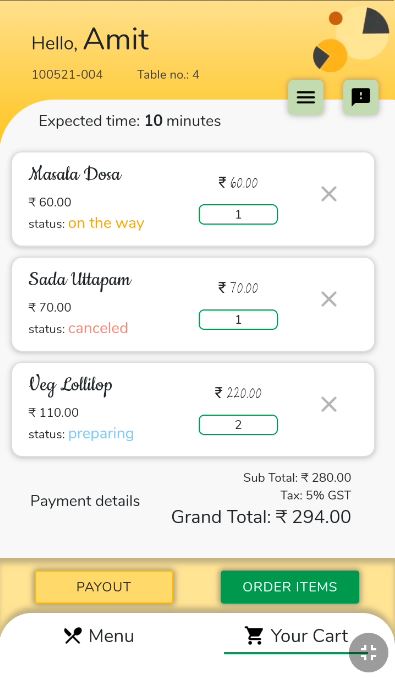 Hello, Amit
100521-004 Table no.: 4
Expected time: 10 minutes
Masala Dosa
₹ 60.00
₹ 60.00
1
status: on the way
Sada Uttapam
₹ 70.00
₹ 70.00
1
status: canceled
Veg Lollilop
₹ 220.00
₹ 110.00
2
status: preparing
Sub Total: ₹ 280.00
Tax: 5% GST
Payment details
Grand Total: ₹ 294.00
PAYOUT ORDER ITEMS
Menu Your Cart